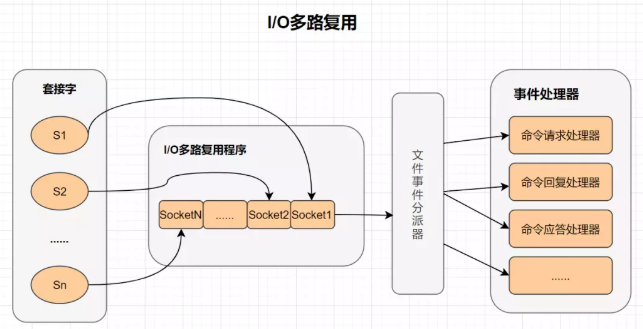 I/O多路复用
套接字
S1
S2
......
Sn
I/O多路复用程序
SocketN
......
Socket2
Socket1
文件事件分派器
事件处理器
命令请求处理器
命令回复处理器
命令应答处理器
......